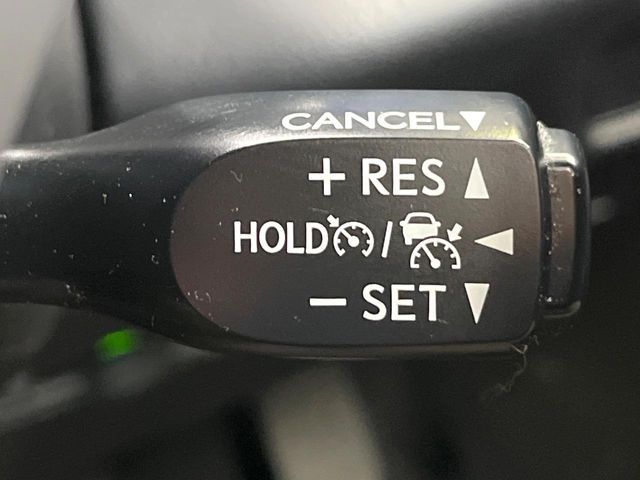 CANCEL▼
+ RES ▲
HOLD / ◀
− SET ▼